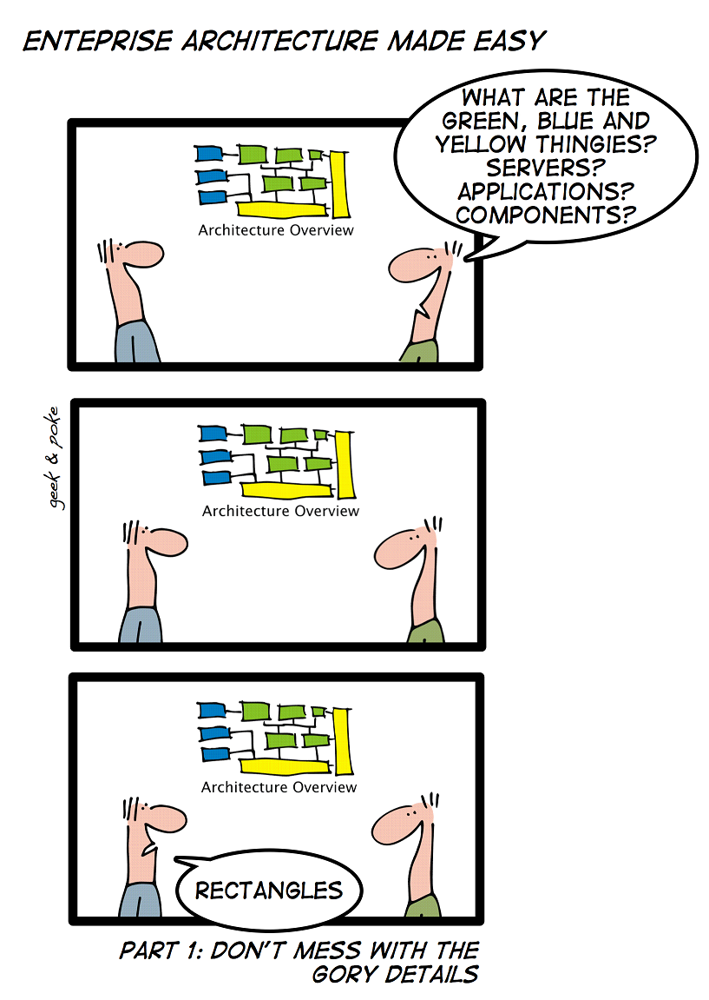 ENTEPRISE ARCHITECTURE MADE EASY
WHAT ARE THE
GREEN, BLUE AND
YELLOW THINGIES?
SERVERS?
APPLICATIONS?
COMPONENTS?
Architecture Overview
geek & poke
Architecture Overview
Architecture Overview
RECTANGLES
PART 1: DON'T MESS WITH THE
GORY DETAILS